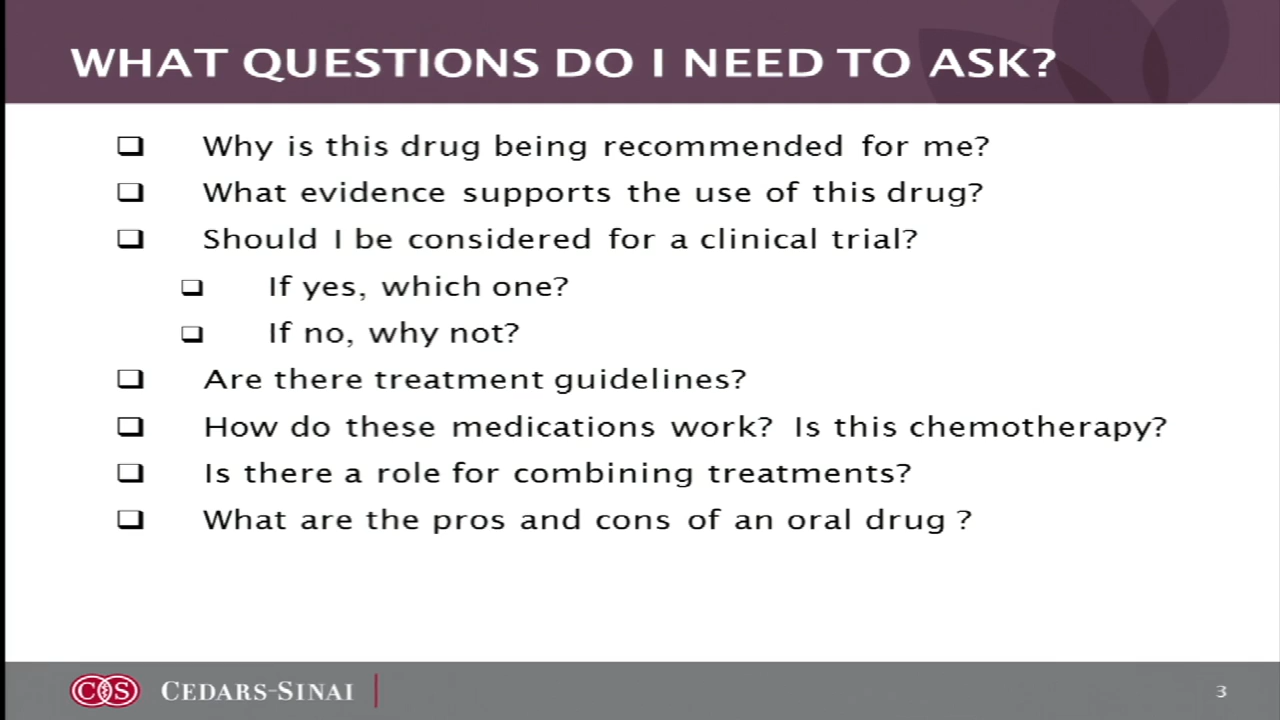 WHAT QUESTIONS DO I NEED TO ASK?
Why is this drug being recommended for me?
What evidence supports the use of this drug?
Should I be considered for a clinical trial?
If yes, which one?
If no, why not?
Are there treatment guidelines?
How do these medications work? Is this chemotherapy?
Is there a role for combining treatments?
What are the pros and cons of an oral drug ?
CS CEDARS-SINAI
3